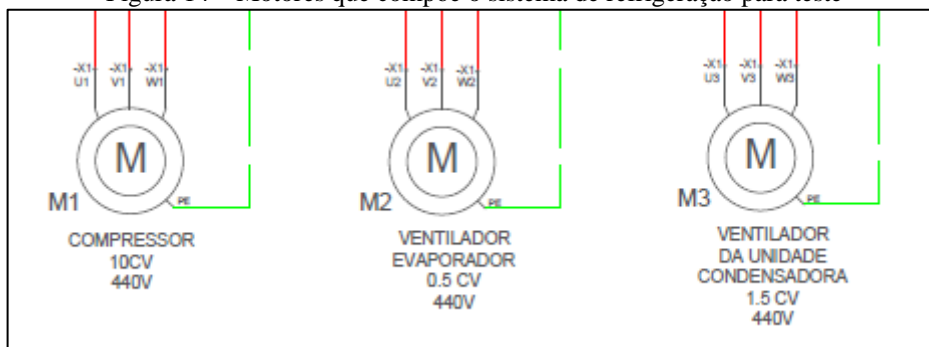 Figura 14 – Motores que compõe o sistema de refrigeração para teste
-X1- -X1- -X1-
U1 V1 W1
M
M1
PE
COMPRESSOR
10CV
440V
-X1- -X1- -X1-
U2 V2 W2
M
M2
PE
VENTILADOR
EVAPORADOR
0.5 CV
440V
-X1- -X1- -X1-
U3 V3 W3
M
M3
PE
VENTILADOR
DA UNIDADE
CONDENSADORA
1.5 CV
440V